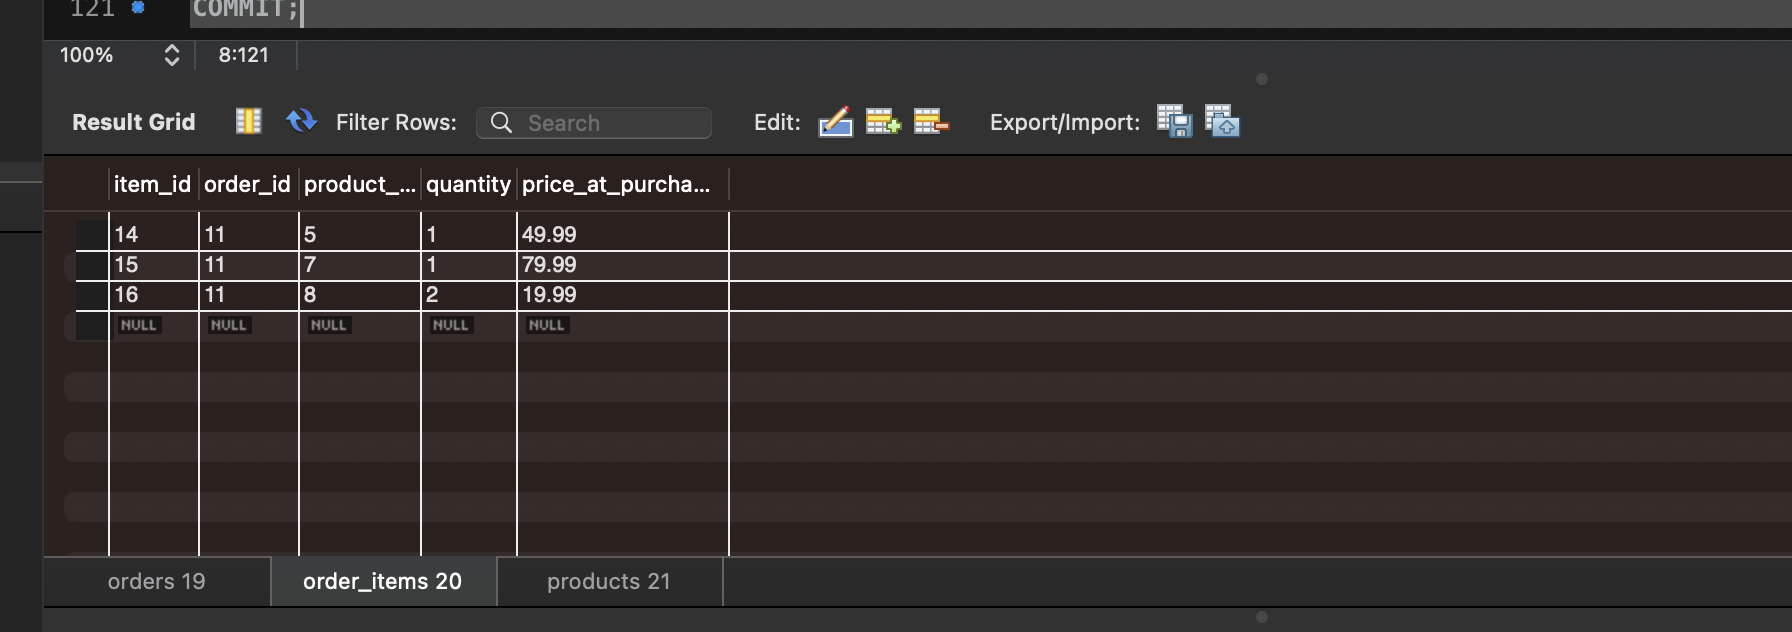 121 COMMIT;
100% 8:121
Result Grid Filter Rows: Search Edit: Export/Import:
item_id order_id product_... quantity price_at_purcha...
14 11 5 1 49.99
15 11 7 1 79.99
16 11 8 2 19.99
NULL NULL NULL NULL NULL
orders 19 order_items 20 products 21